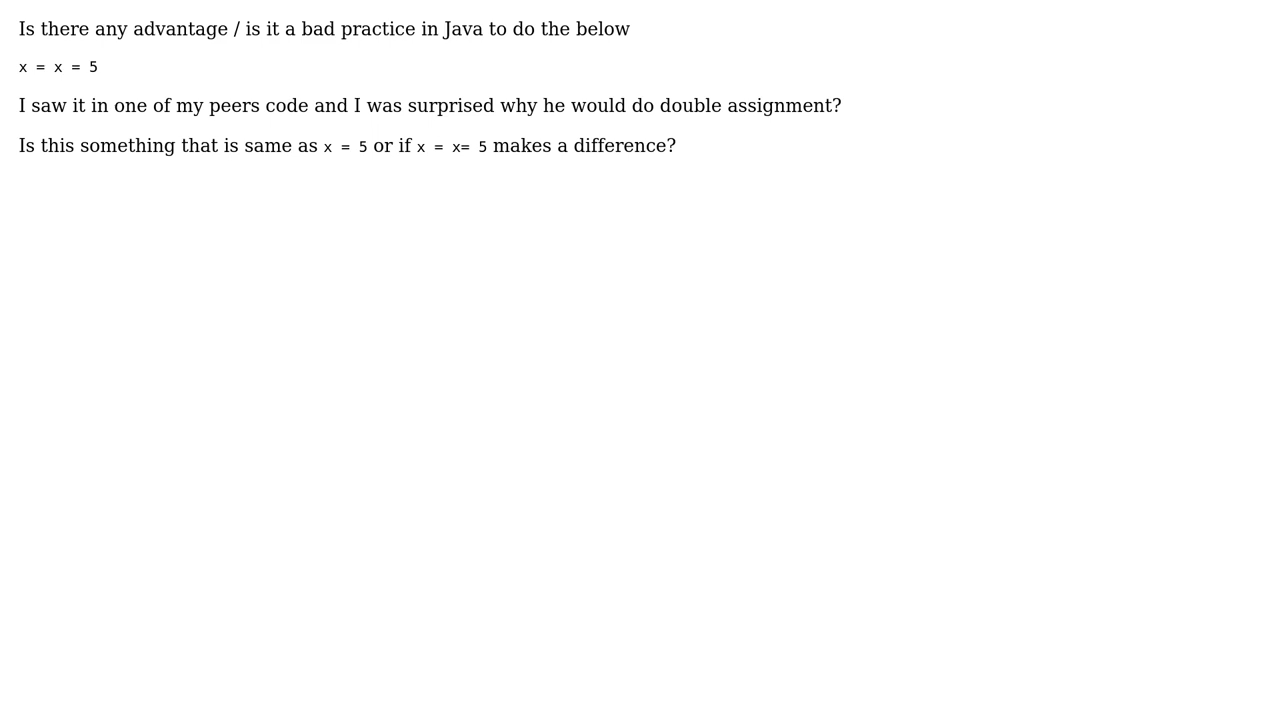 Is there any advantage / is it a bad practice in Java to do the below
x = x = 5
I saw it in one of my peers code and I was surprised why he would do double assignment?
Is this something that is same as x = 5 or if x = x= 5 makes a difference?